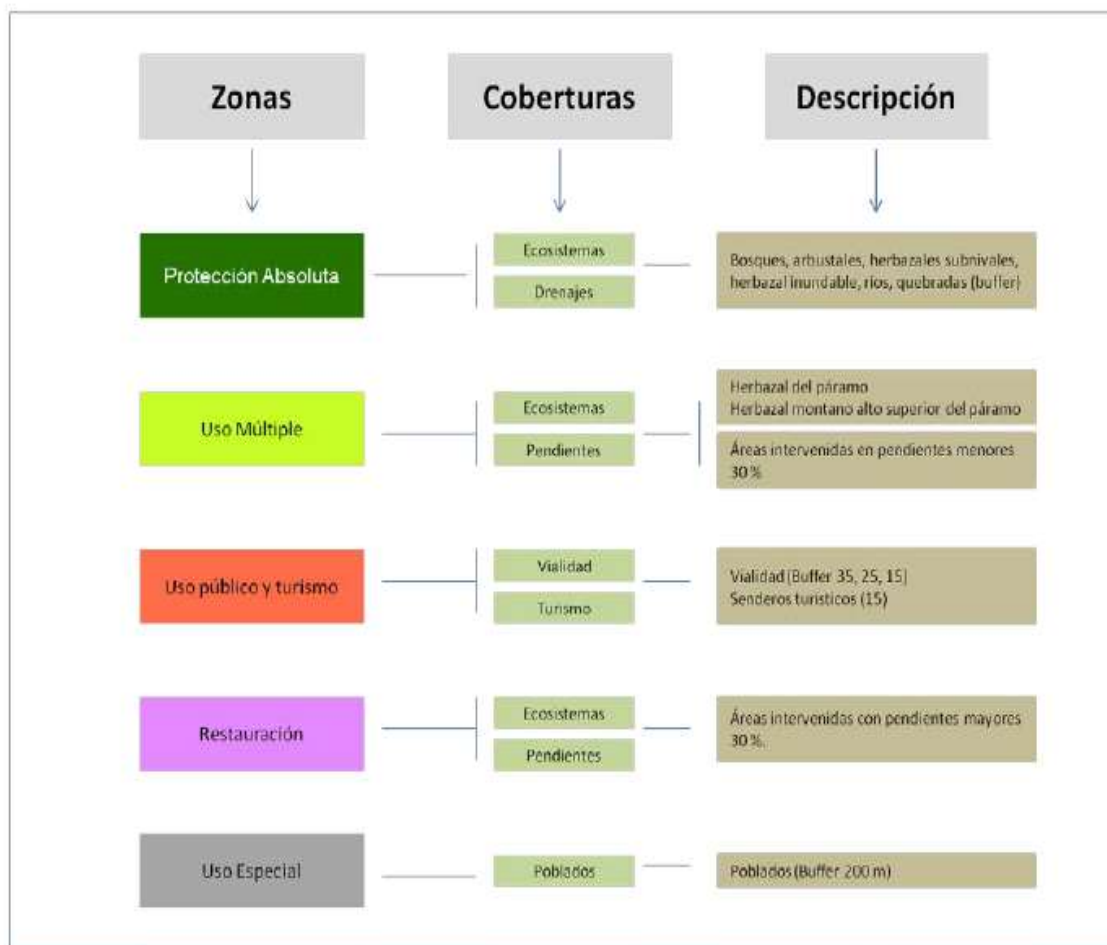 Zonas
Coberturas
Descripción
Protección Absoluta
Ecosistemas
Drenajes
Bosques, arbustales, herbazales subnivales,
herbazal inundable, ríos, quebradas (buffer)
Uso Múltiple
Ecosistemas
Pendientes
Herbazal del páramo
Herbazal montano alto superior del páramo
Áreas intervenidas en pendientes menores
30 %
Uso público y turismo
Vialidad
Turismo
Vialidad (Buffer 35, 25, 15)
Senderos turísticos (15)
Restauración
Ecosistemas
Pendientes
Áreas intervenidas con pendientes mayores
30 %.
Uso Especial
Poblados
Poblados (Buffer 200 m)